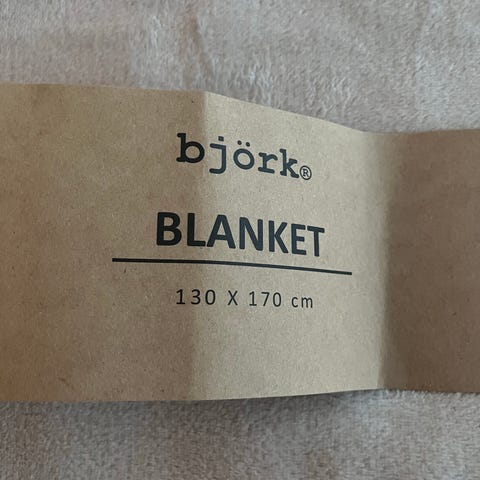 björk®
BLANKET
130 X 170 cm